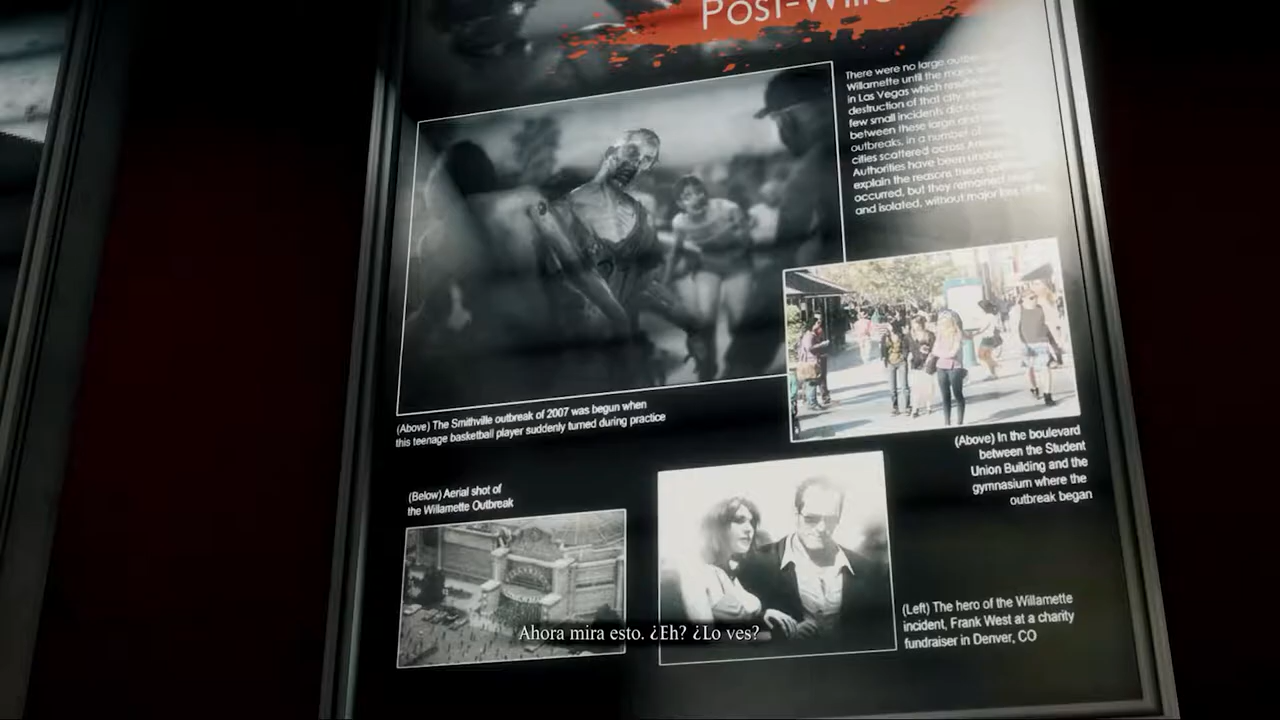 There were no large
Willamette until the
in Las Vegas which
destruction of that city
few small incidents
between these large and
outbreaks, in a number of
cities scattered across
Authorities have been
explain the reasons these
occurred, but they remained
and isolated, without major
(Above) The Smithville outbreak of 2007 was begun when
this teenage basketball player suddenly turned during practice
(Above) In the boulevard
between the Student
Union Building and the
gymnasium where the
outbreak began
(Below) Aerial shot of
the Willamette Outbreak
(Left) The hero of the Willamette
incident, Frank West at a charity
fundraiser in Denver, CO
Ahora mira esto. ¿Eh? ¿Lo ves?